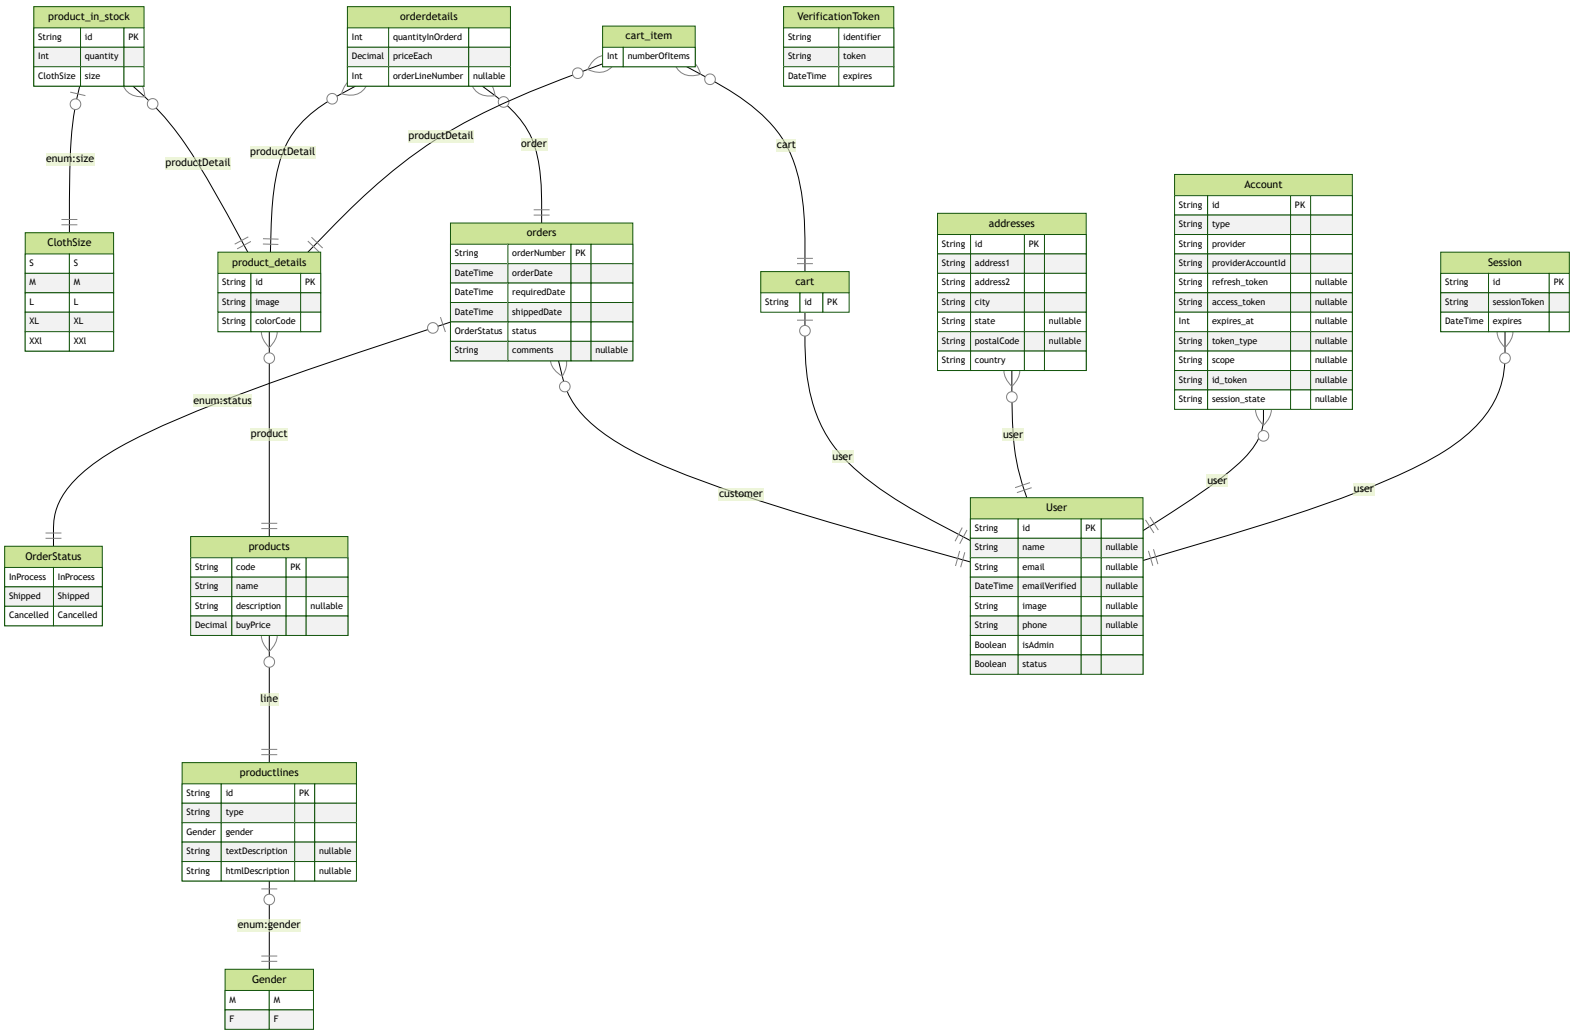 product_in_stock
String id PK
Int quantity
ClothSize size
orderdetails
Int quantityInOrderd
Decimal priceEach
Int orderLineNumber nullable
cart_item
Int numberOfItems
VerificationToken
String identifier
String token
DateTime expires
enum:size
productDetail
productDetail
productDetail
order
cart
ClothSize
S S
M M
L L
XL XL
XXl XXl
product_details
String id PK
String image
String colorCode
orders
String orderNumber PK
DateTime orderDate
DateTime requiredDate
DateTime shippedDate
OrderStatus status
String comments nullable
cart
String id PK
addresses
String id PK
String address1
String address2
String city
String state nullable
String postalCode nullable
String country
Account
String id PK
String type
String provider
String providerAccountId
String refresh_token nullable
String access_token nullable
Int expires_at nullable
String token_type nullable
String scope nullable
String id_token nullable
String session_state nullable
Session
String id PK
String sessionToken
DateTime expires
enum:status
product
customer
user
user
user
user
OrderStatus
InProcess InProcess
Shipped Shipped
Cancelled Cancelled
products
String code PK
String name
String description nullable
Decimal buyPrice
User
String id PK
String name nullable
String email nullable
DateTime emailVerified nullable
String image nullable
String phone nullable
Boolean isAdmin
Boolean status
line
productlines
String id PK
String type
Gender gender
String textDescription nullable
String htmlDescription nullable
enum:gender
Gender
M M
F F